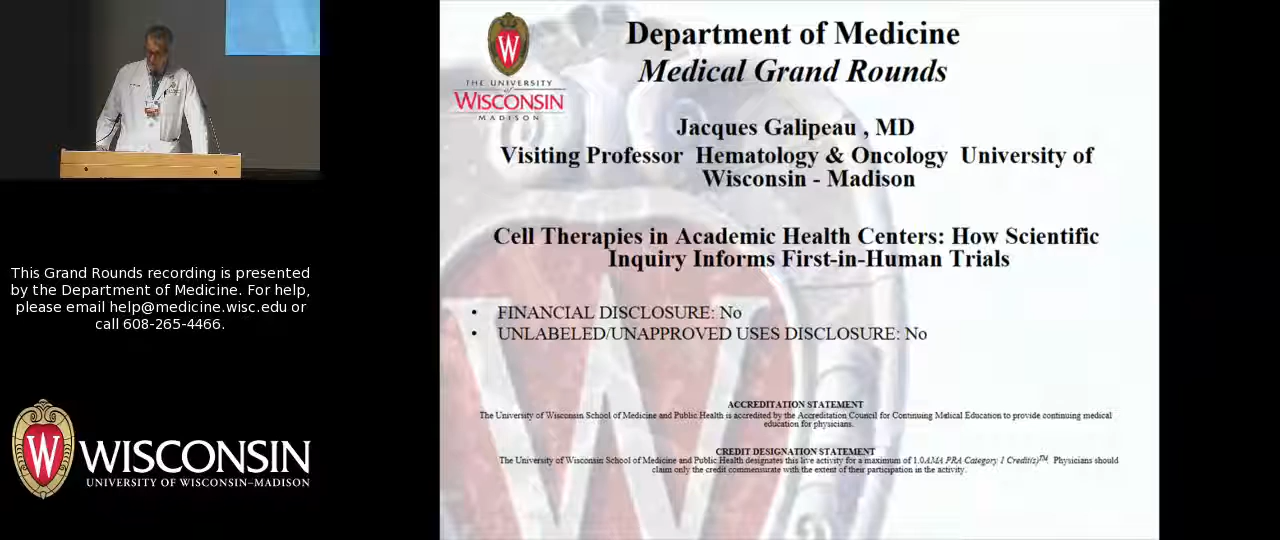 This Grand Rounds recording is presented
by the Department of Medicine. For help,
please email help@medicine.wisc.edu or
call 608-265-4466.
W
WISCONSIN
UNIVERSITY OF WISCONSIN–MADISON
W
THE UNIVERSITY
of
WISCONSIN
MADISON
Department of Medicine
Medical Grand Rounds
Jacques Galipeau , MD
Visiting Professor Hematology & Oncology University of
Wisconsin - Madison
Cell Therapies in Academic Health Centers: How Scientific
Inquiry Informs First-in-Human Trials
• FINANCIAL DISCLOSURE: No
• UNLABELED/UNAPPROVED USES DISCLOSURE: No
ACCREDITATION STATEMENT
The University of Wisconsin School of Medicine and Public Health is accredited by the Accreditation Council for Continuing Medical Education to provide continuing medical
education for physicians.
CREDIT DESIGNATION STATEMENT
The University of Wisconsin School of Medicine and Public Health designates this live activity for a maximum of 1.0AMA PRA Category 1 Credit(s)TM. Physicians should
claim only the credit commensurate with the extent of their participation in the activity.